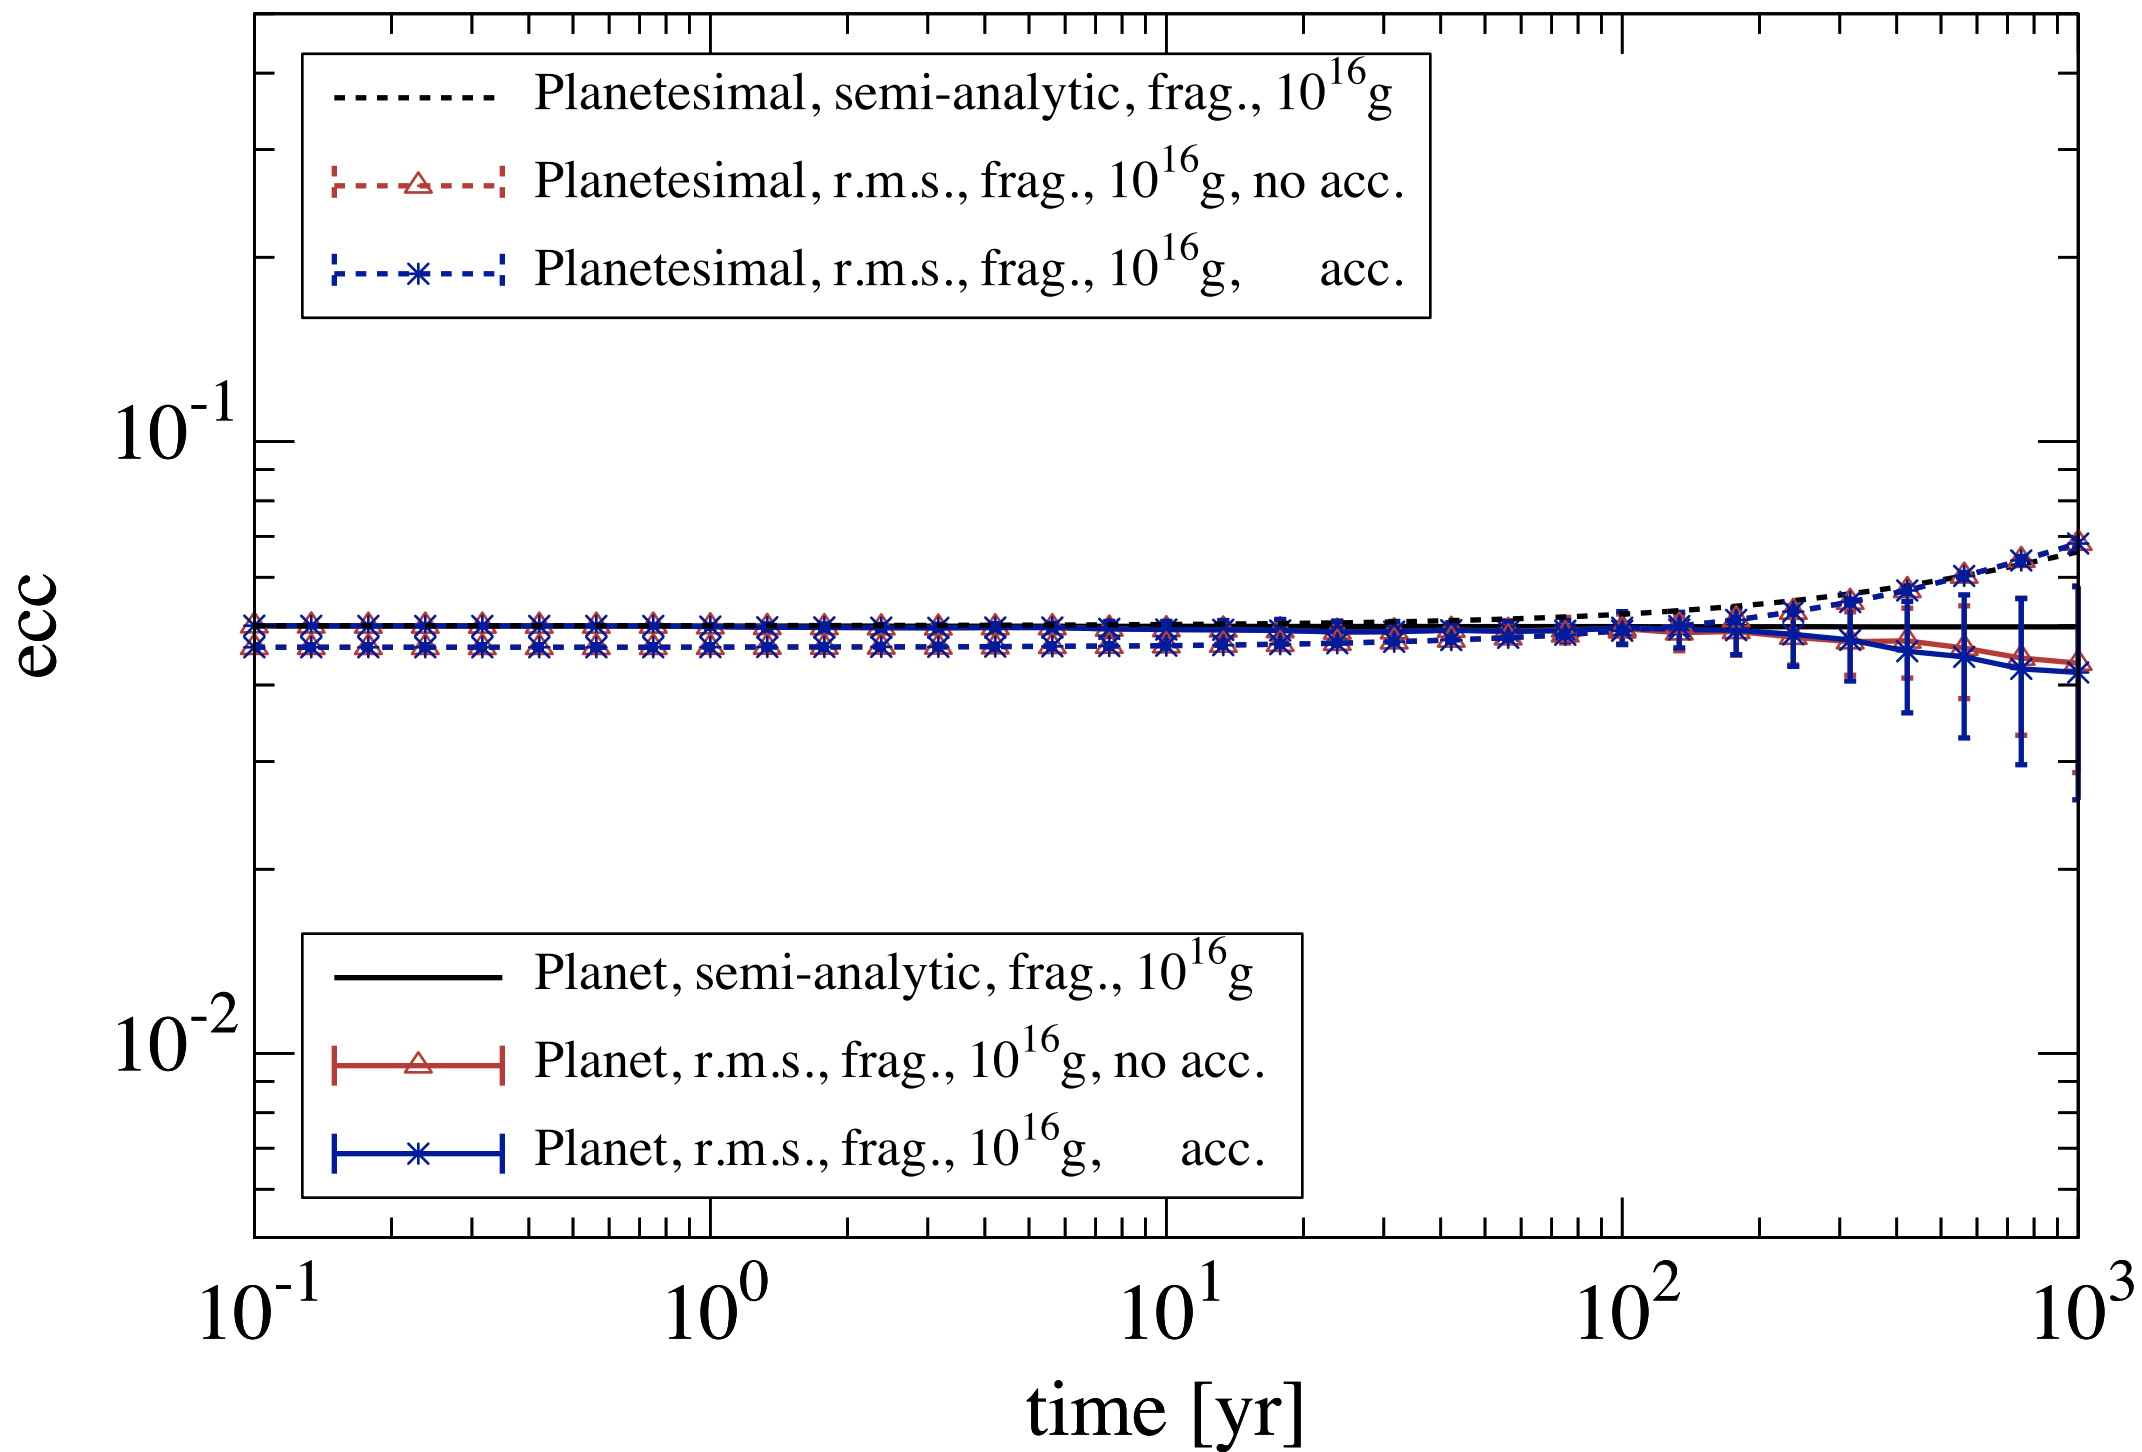 Planetesimal, semi-analytic, frag., 10^16g
Planetesimal, r.m.s., frag., 10^16g, no acc.
Planetesimal, r.m.s., frag., 10^16g, acc.
10^-1
ecc
Planet, semi-analytic, frag., 10^16g
10^-2
Planet, r.m.s., frag., 10^16g, no acc.
Planet, r.m.s., frag., 10^16g, acc.
10^-1 10^0 10^1 10^2 10^3
time [yr]